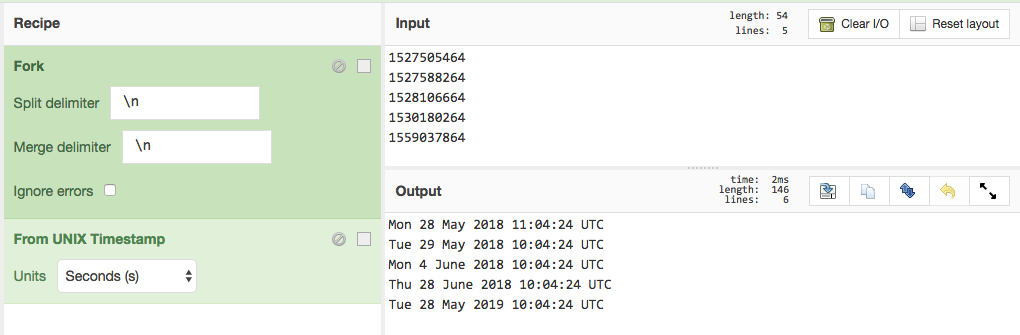 Recipe
Fork
Split delimiter \n
Merge delimiter \n
Ignore errors
From UNIX Timestamp
Units Seconds (s)
Input
length: 54
lines: 5
Clear I/O
Reset layout
1527505464
1527588264
1528106664
1530180264
1559037864
Output
time: 2ms
length: 146
lines: 6
Mon 28 May 2018 11:04:24 UTC
Tue 29 May 2018 10:04:24 UTC
Mon 4 June 2018 10:04:24 UTC
Thu 28 June 2018 10:04:24 UTC
Tue 28 May 2019 10:04:24 UTC